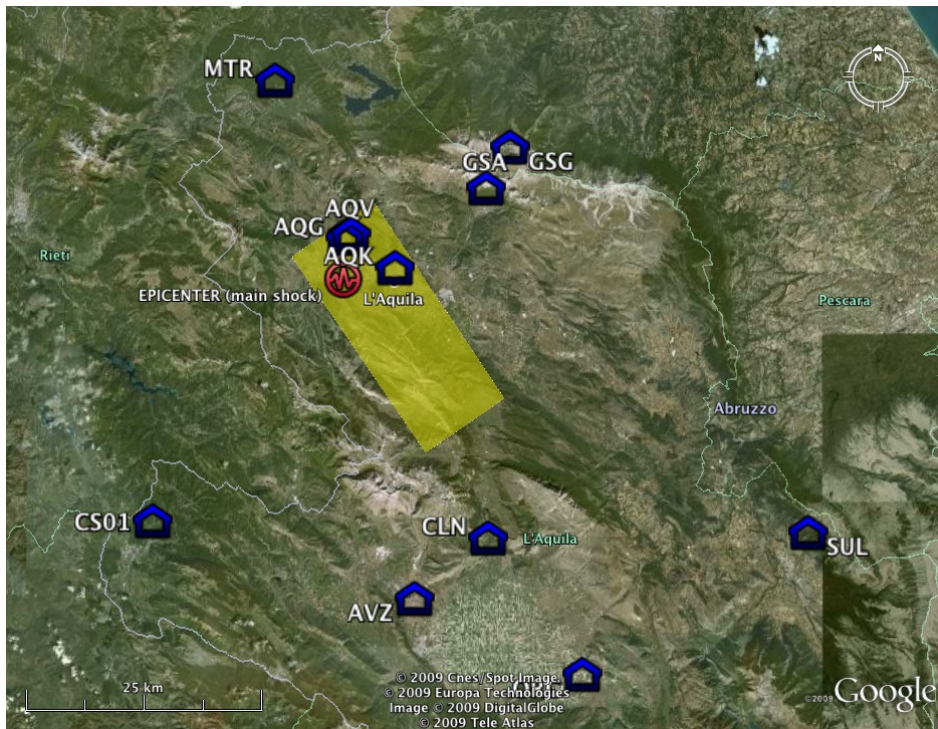 MTR
N
GSA
GSG
AQV
AQG
AQK
Rieti
EPICENTER (main shock)
L'Aquila
Pescara
Abruzzo
CS01
CLN
L'Aquila
SUL
AVZ
25 km
© 2009 Cnes/Spot Image
© 2009 Europa Technologies
Image © 2009 DigitalGlobe
© 2009 Tele Atlas
©2009 Google